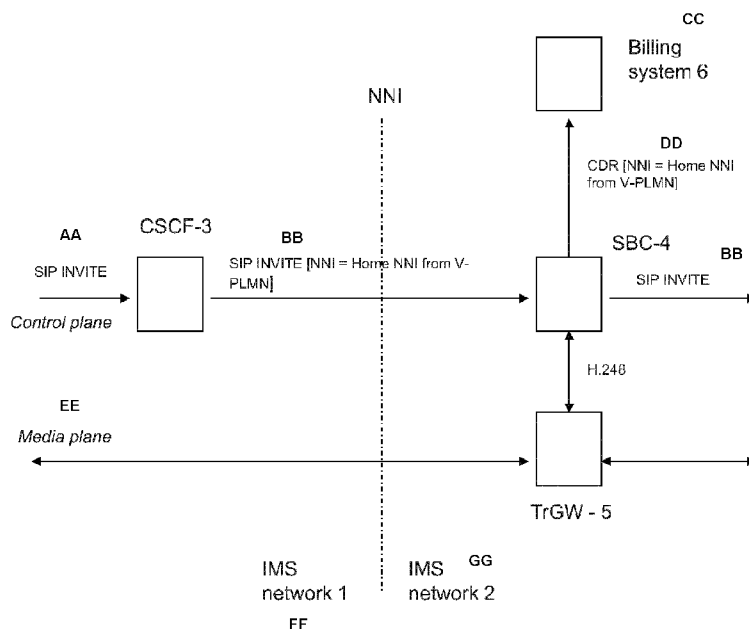 CC
Billing
system 6
NNI
DD
CDR [NNI = Home NNI
from V-PLMN]
CSCF-3
SBC-4
AA
BB
BB
SIP INVITE
SIP INVITE [NNI = Home NNI from V-
PLMN]
SIP INVITE
Control plane
H.248
EE
Media plane
TrGW - 5
IMS
network 1
IMS
network 2
GG
FF